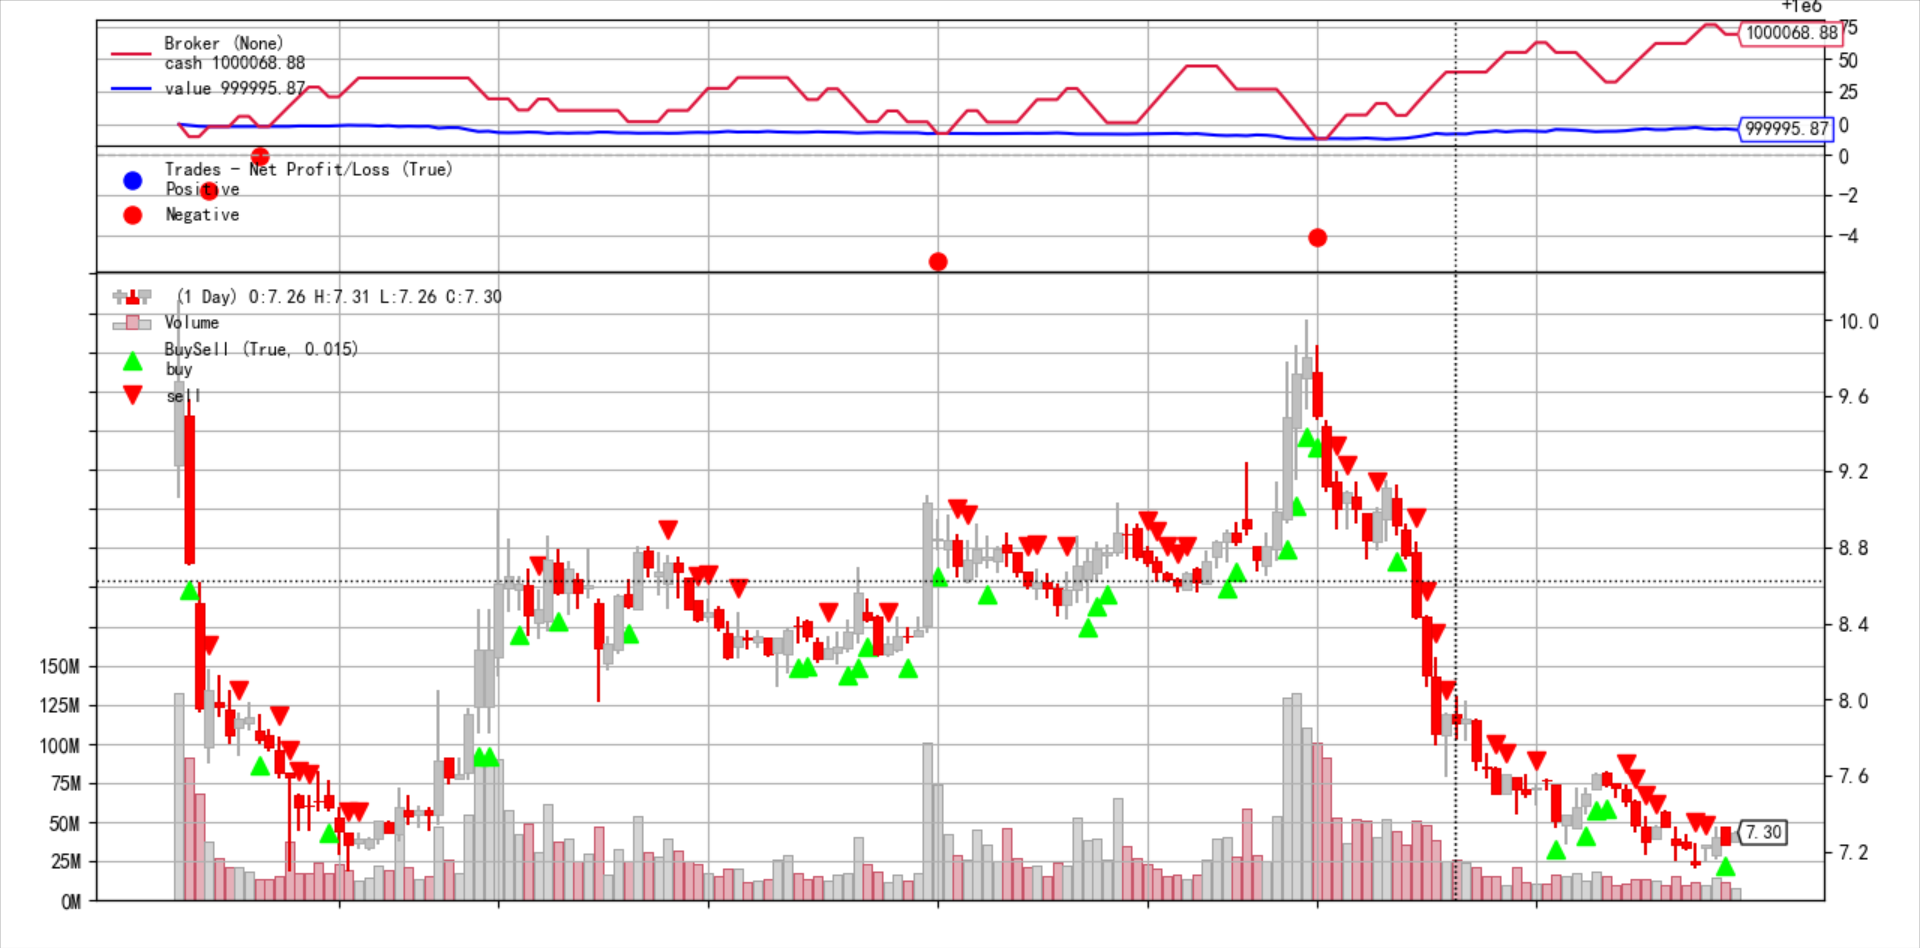 +1e6
Broker (None)
cash 1000068.88
value 999995.87
75
50
25
0
1000068.88
999995.87
Trades - Net Profit/Loss (True)
Positive
Negative
0
−2
−4
(1 Day) O:7.26 H:7.31 L:7.26 C:7.30
Volume
BuySell (True, 0.015)
buy
sell
10.0
9.6
9.2
8.8
8.4
8.0
7.6
7.2
7.30
150M
125M
100M
75M
50M
25M
0M